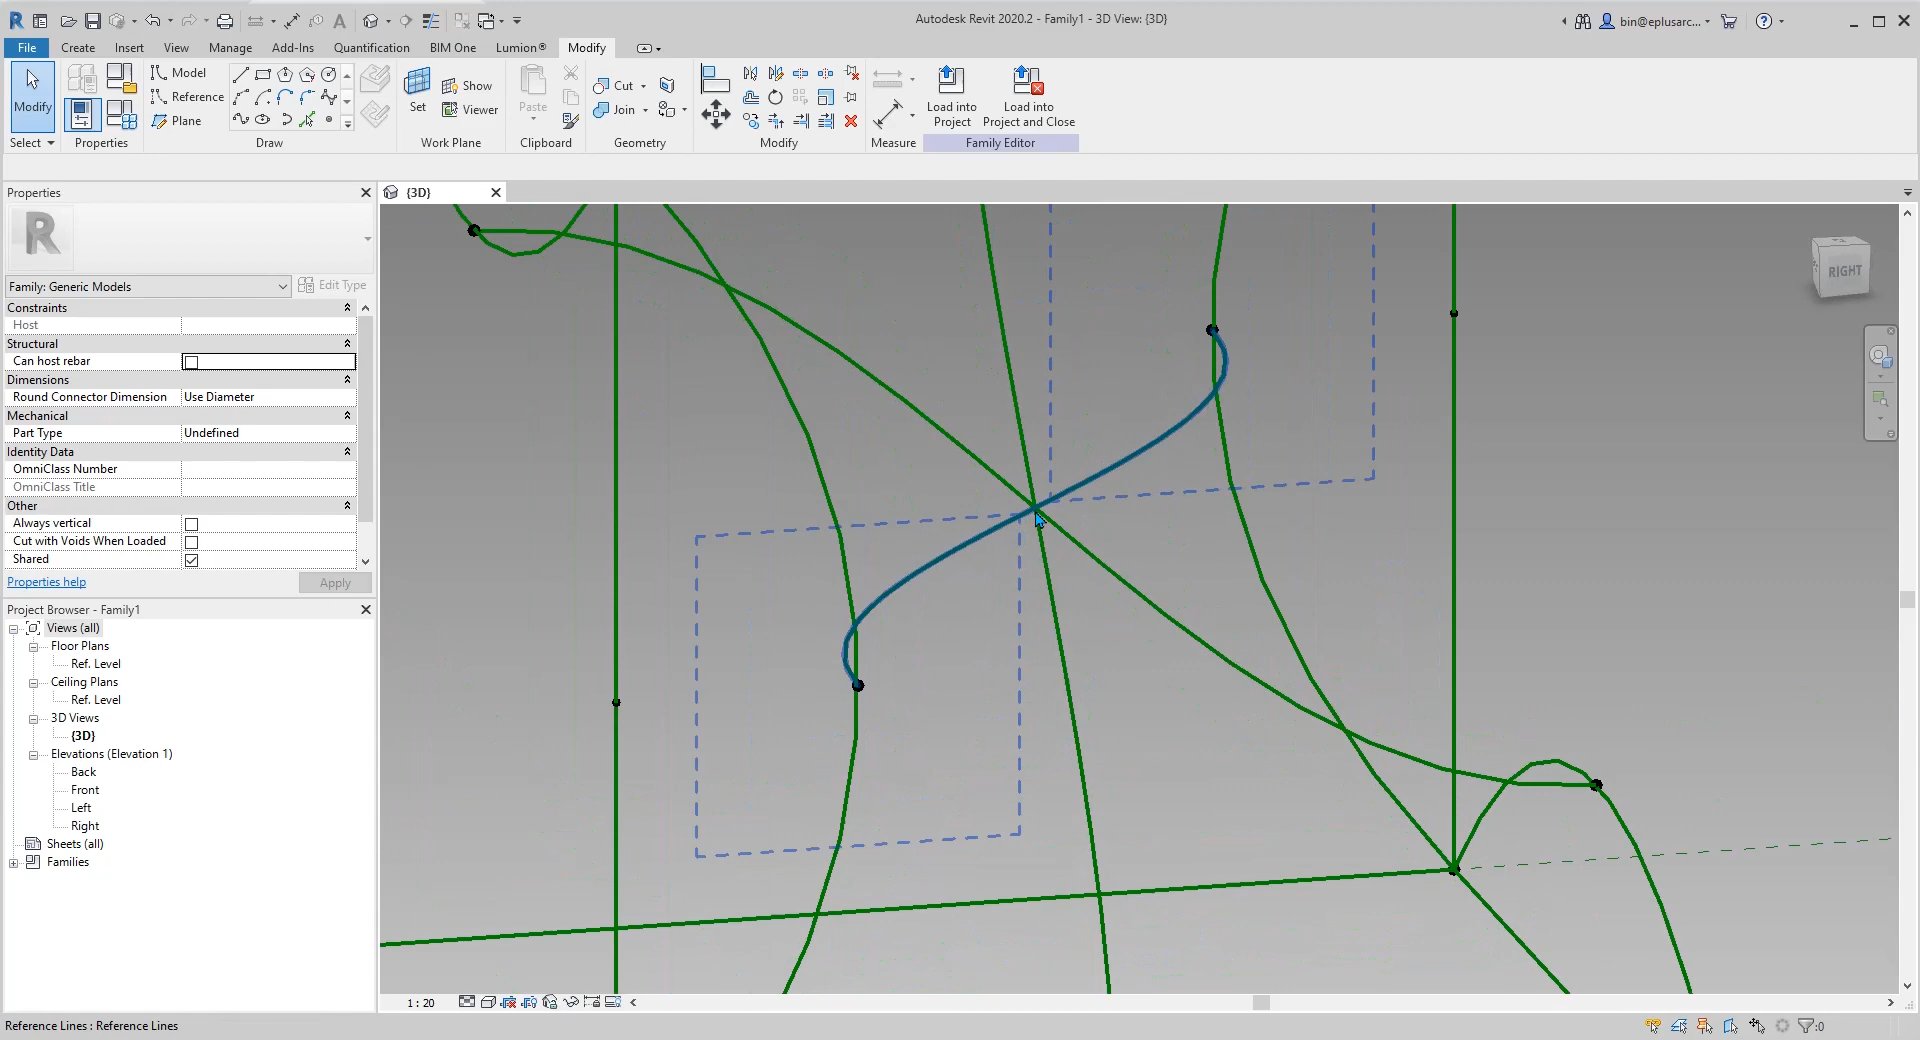 Autodesk Revit 2020.2 - Family1 - 3D View: {3D}
bin@eplusarc...
File Create Insert View Manage Add-Ins Quantification BIM One Lumion® Modify
Modify
Select
Properties
Model
Reference
Plane
Draw
Set
Show
Viewer
Work Plane
Paste
Clipboard
Cut
Join
Geometry
Modify
Measure
Load into
Project
Load into
Project and Close
Family Editor
Properties
R
Family: Generic Models
Edit Type
Constraints
Host
Structural
Can host rebar
Dimensions
Round Connector Dimension Use Diameter
Mechanical
Part Type Undefined
Identity Data
OmniClass Number
OmniClass Title
Other
Always vertical
Cut with Voids When Loaded
Shared
Properties help
Apply
Project Browser - Family1
Views (all)
Floor Plans
Ref. Level
Ceiling Plans
Ref. Level
3D Views
{3D}
Elevations (Elevation 1)
Back
Front
Left
Right
Sheets (all)
Families
{3D}
RIGHT
1 : 20
Reference Lines : Reference Lines
:0